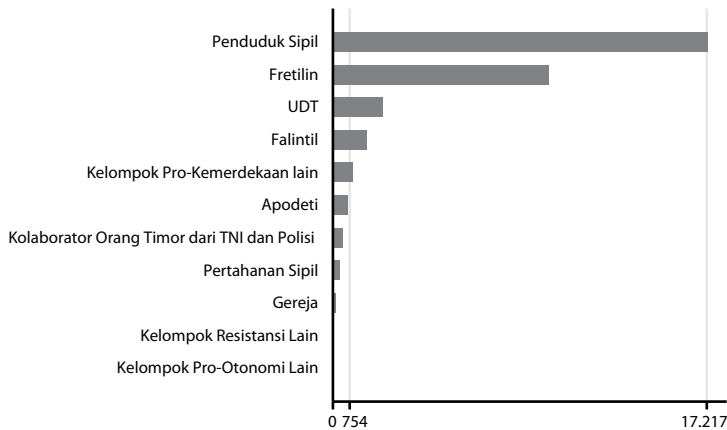 Penduduk Sipil
Fretilin
UDT
Falintil
Kelompok Pro-Kemerdekaan lain
Apodeti
Kolaborator Orang Timor dari TNI dan Polisi
Pertahanan Sipil
Gereja
Kelompok Resistansi Lain
Kelompok Pro-Otonomi Lain
0 754 17.217